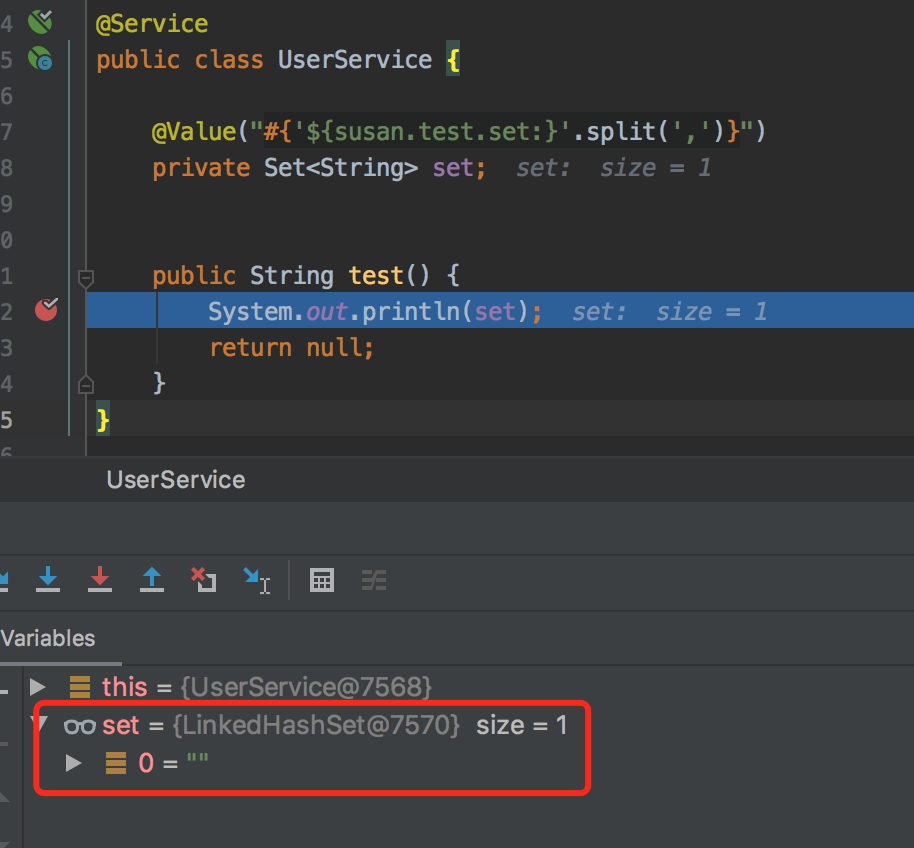 4 @Service
5 public class UserService {
6
7 @Value("#{'${susan.test.set:}'.split(',')}")
8 private Set<String> set; set: size = 1
9
0
1 public String test() {
2 System.out.println(set); set: size = 1
3 return null;
4 }
5 }
6
UserService
Variables
this = {UserService@7568}
set = {LinkedHashSet@7570} size = 1
0 = ""